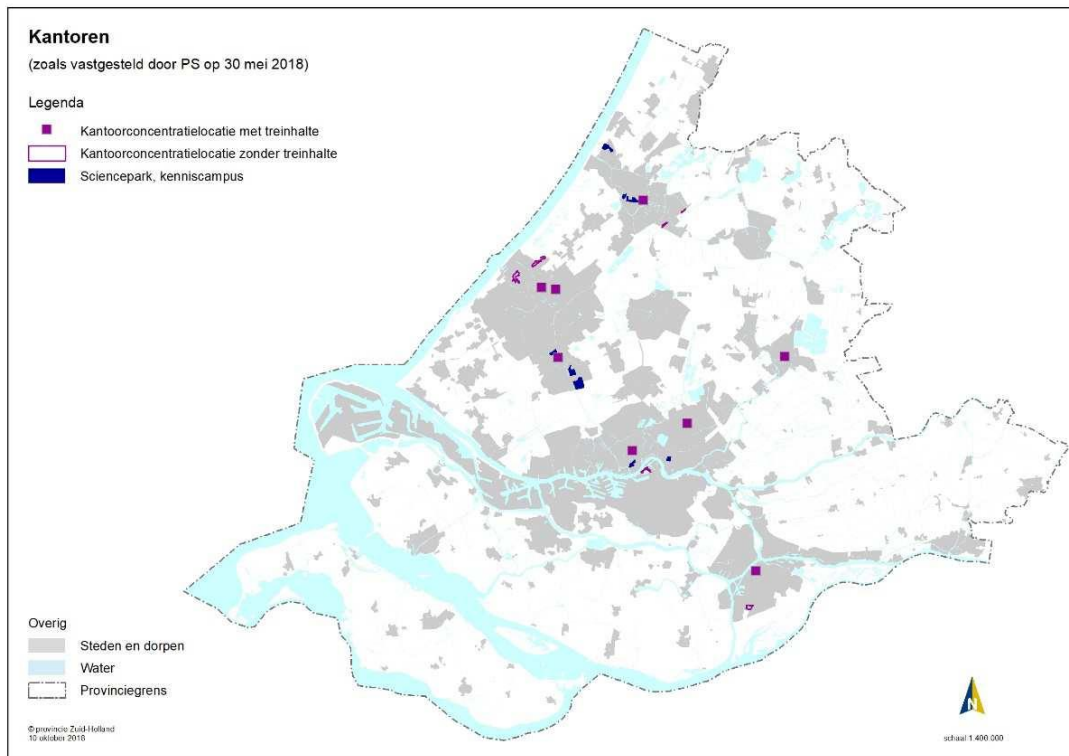 Kantoren
(zoals vastgesteld door PS op 30 mei 2018)
Legenda
Kantoorconcentratielocatie met treinhalte
Kantoorconcentratielocatie zonder treinhalte
Sciencepark, kenniscampus
Overig
Steden en dorpen
Water
Provinciegrens
© provincie Zuid-Holland
10 oktober 2018
N
schaal 1:400.000